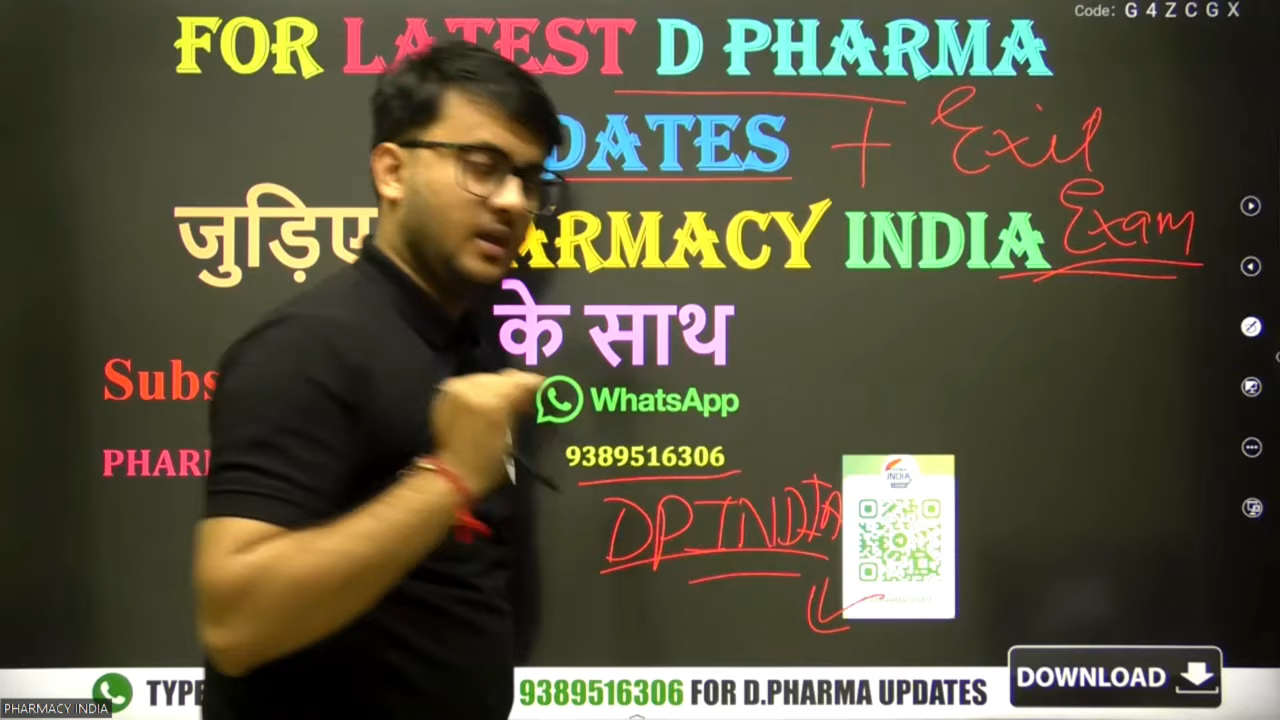 Code: G 4 Z C G X
FOR LATEST D PHARMA
DATES + Exit
Exam
जुड़िए ARMACY INDIA
के साथ
Subs
WhatsApp
PHAR
9389516306
DPINDIA
INDIA
TYPE 9389516306 FOR D.PHARMA UPDATES
DOWNLOAD
PHARMACY INDIA